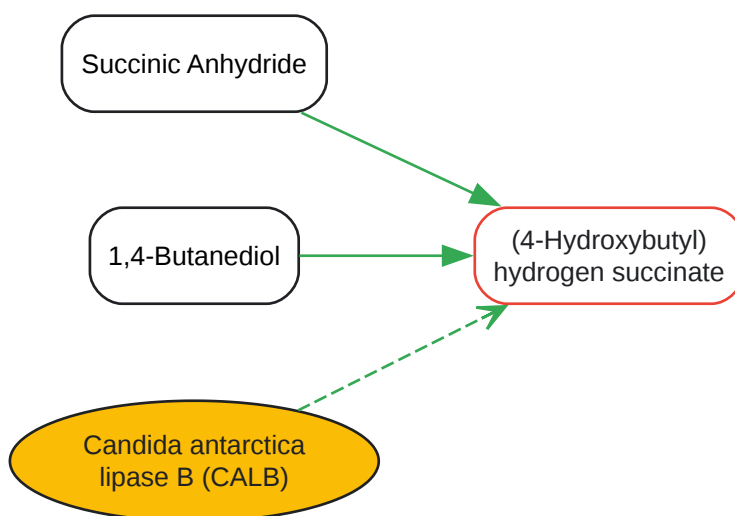 Succinic Anhydride
1,4-Butanediol
(4-Hydroxybutyl)
hydrogen succinate
Candida antarctica
lipase B (CALB)